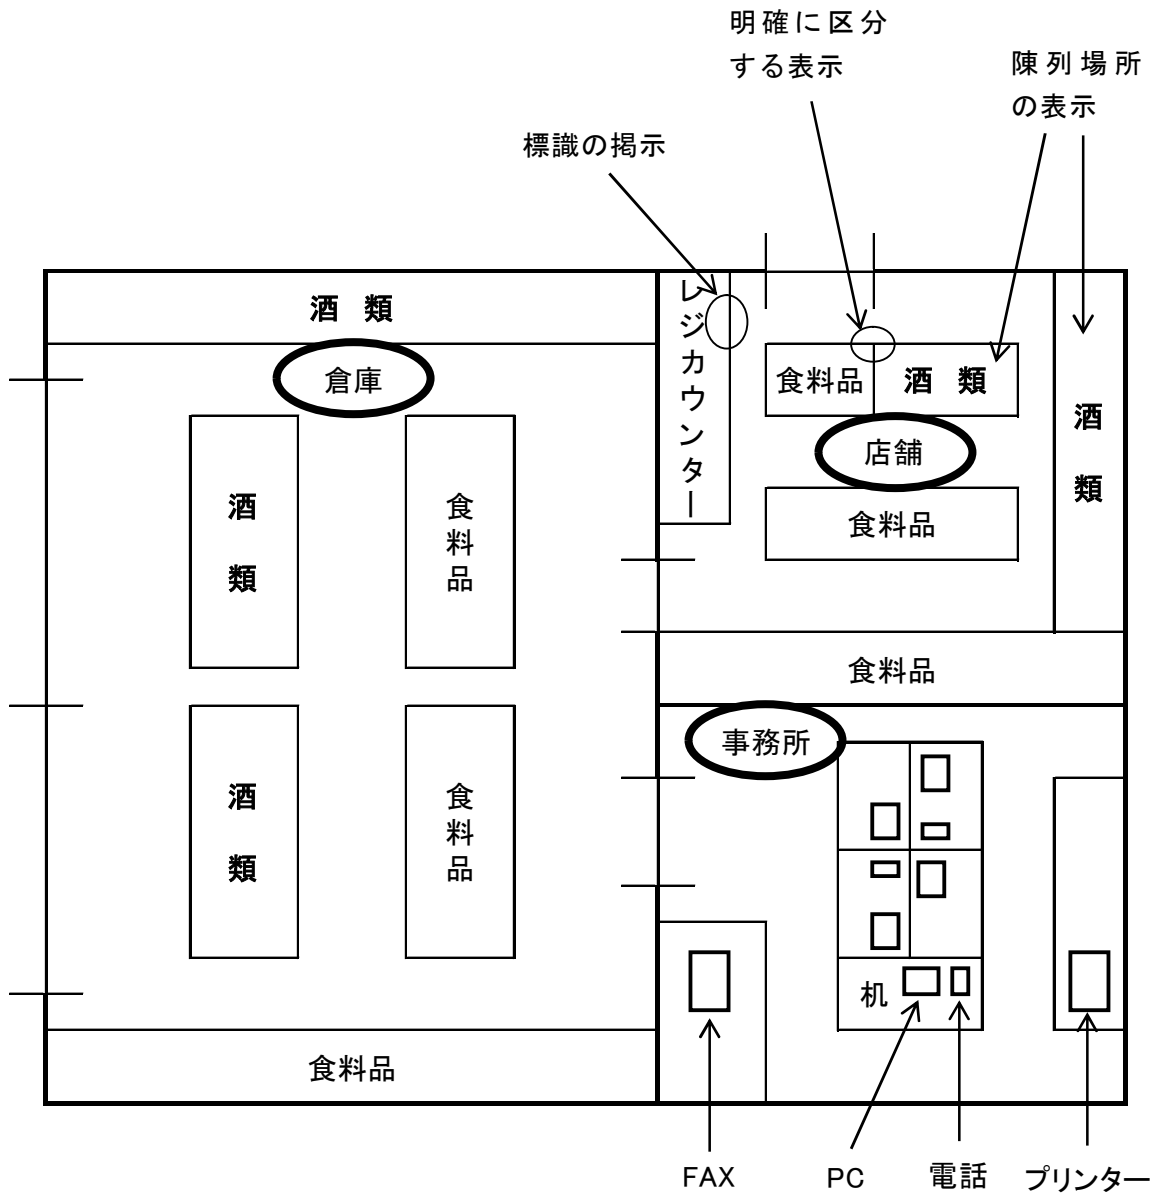 明確に区分
する表示
陳列場所
の表示
標識の掲示
酒 類
倉庫
酒類
食料品
酒類
食料品
食料品
レジカウンター
食料品
酒 類
店舗
食料品
酒類
食料品
事務所
机
FAX
PC
電話
プリンター